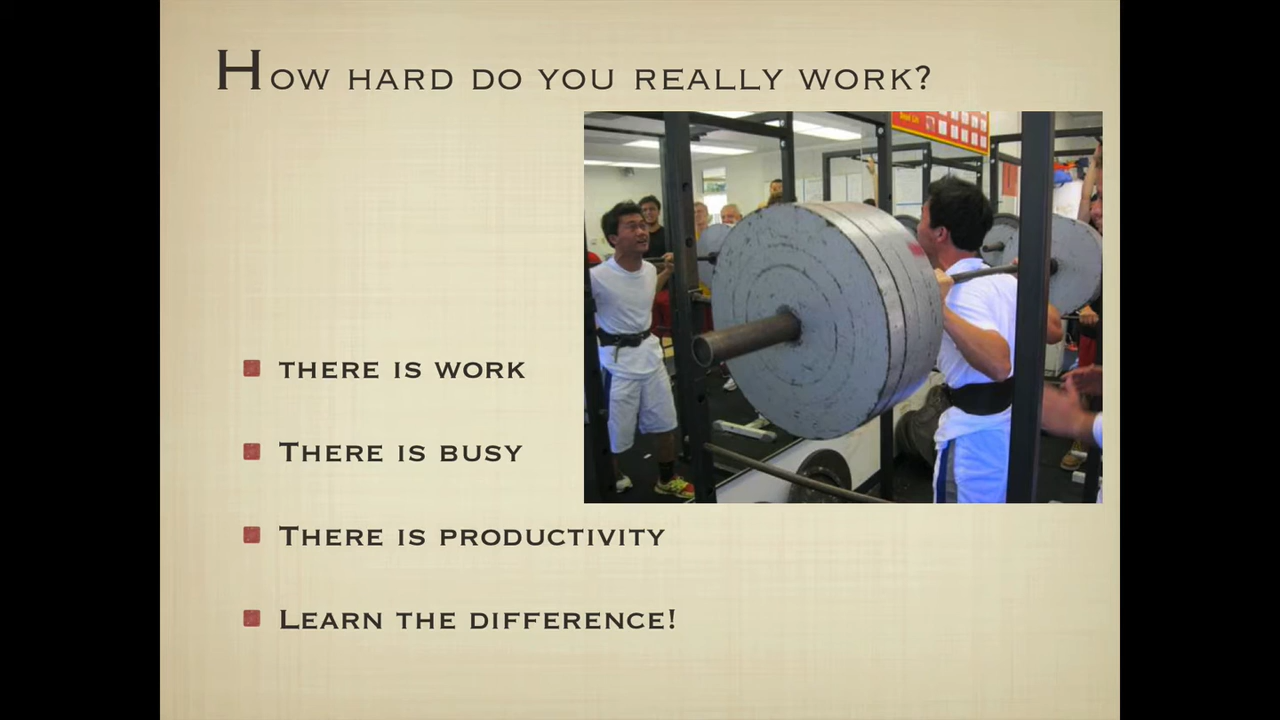 How hard do you really work?
there is work
There is busy
There is productivity
Learn the difference!